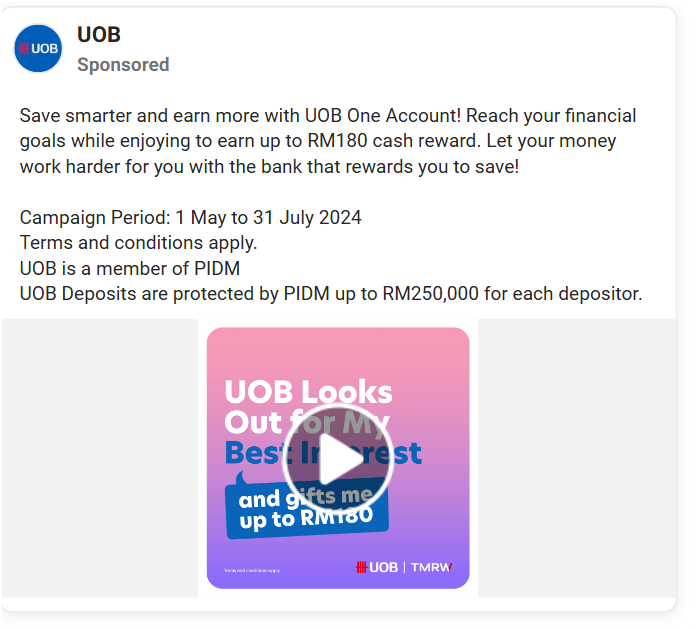 UOB
UOB
Sponsored
Save smarter and earn more with UOB One Account! Reach your financial
goals while enjoying to earn up to RM180 cash reward. Let your money
work harder for you with the bank that rewards you to save!
Campaign Period: 1 May to 31 July 2024
Terms and conditions apply.
UOB is a member of PIDM
UOB Deposits are protected by PIDM up to RM250,000 for each depositor.
UOB Looks
Out for My
Best Interest
and gifts me
up to RM180
Terms and conditions apply.
UOB | TMRW